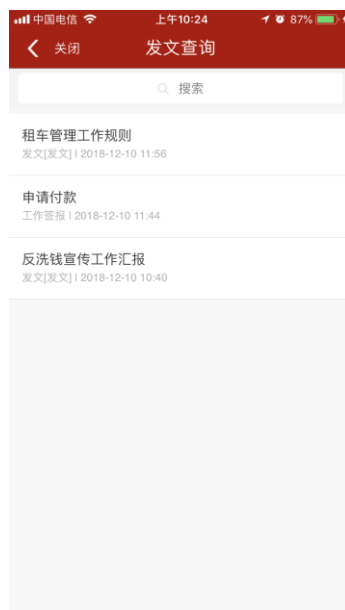 中国电信 上午10:24 87%
关闭 发文查询
搜索
租车管理工作规则
发文[发文] | 2018-12-10 11:56
申请付款
工作签报 | 2018-12-10 11:44
反洗钱宣传工作汇报
发文[发文] | 2018-12-10 10:40